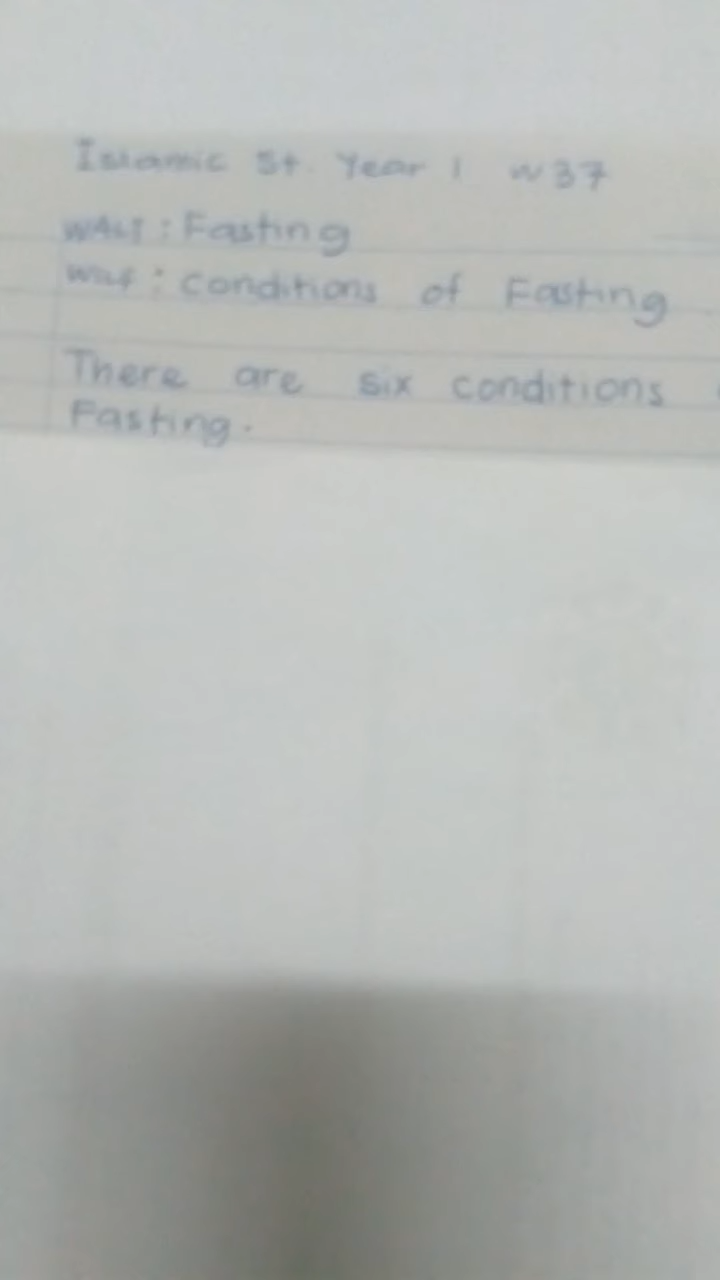 Islamic St. Year 1 W37
WALT : Fasting
Wilf : conditions of Fasting
There are six conditions
Fasting.